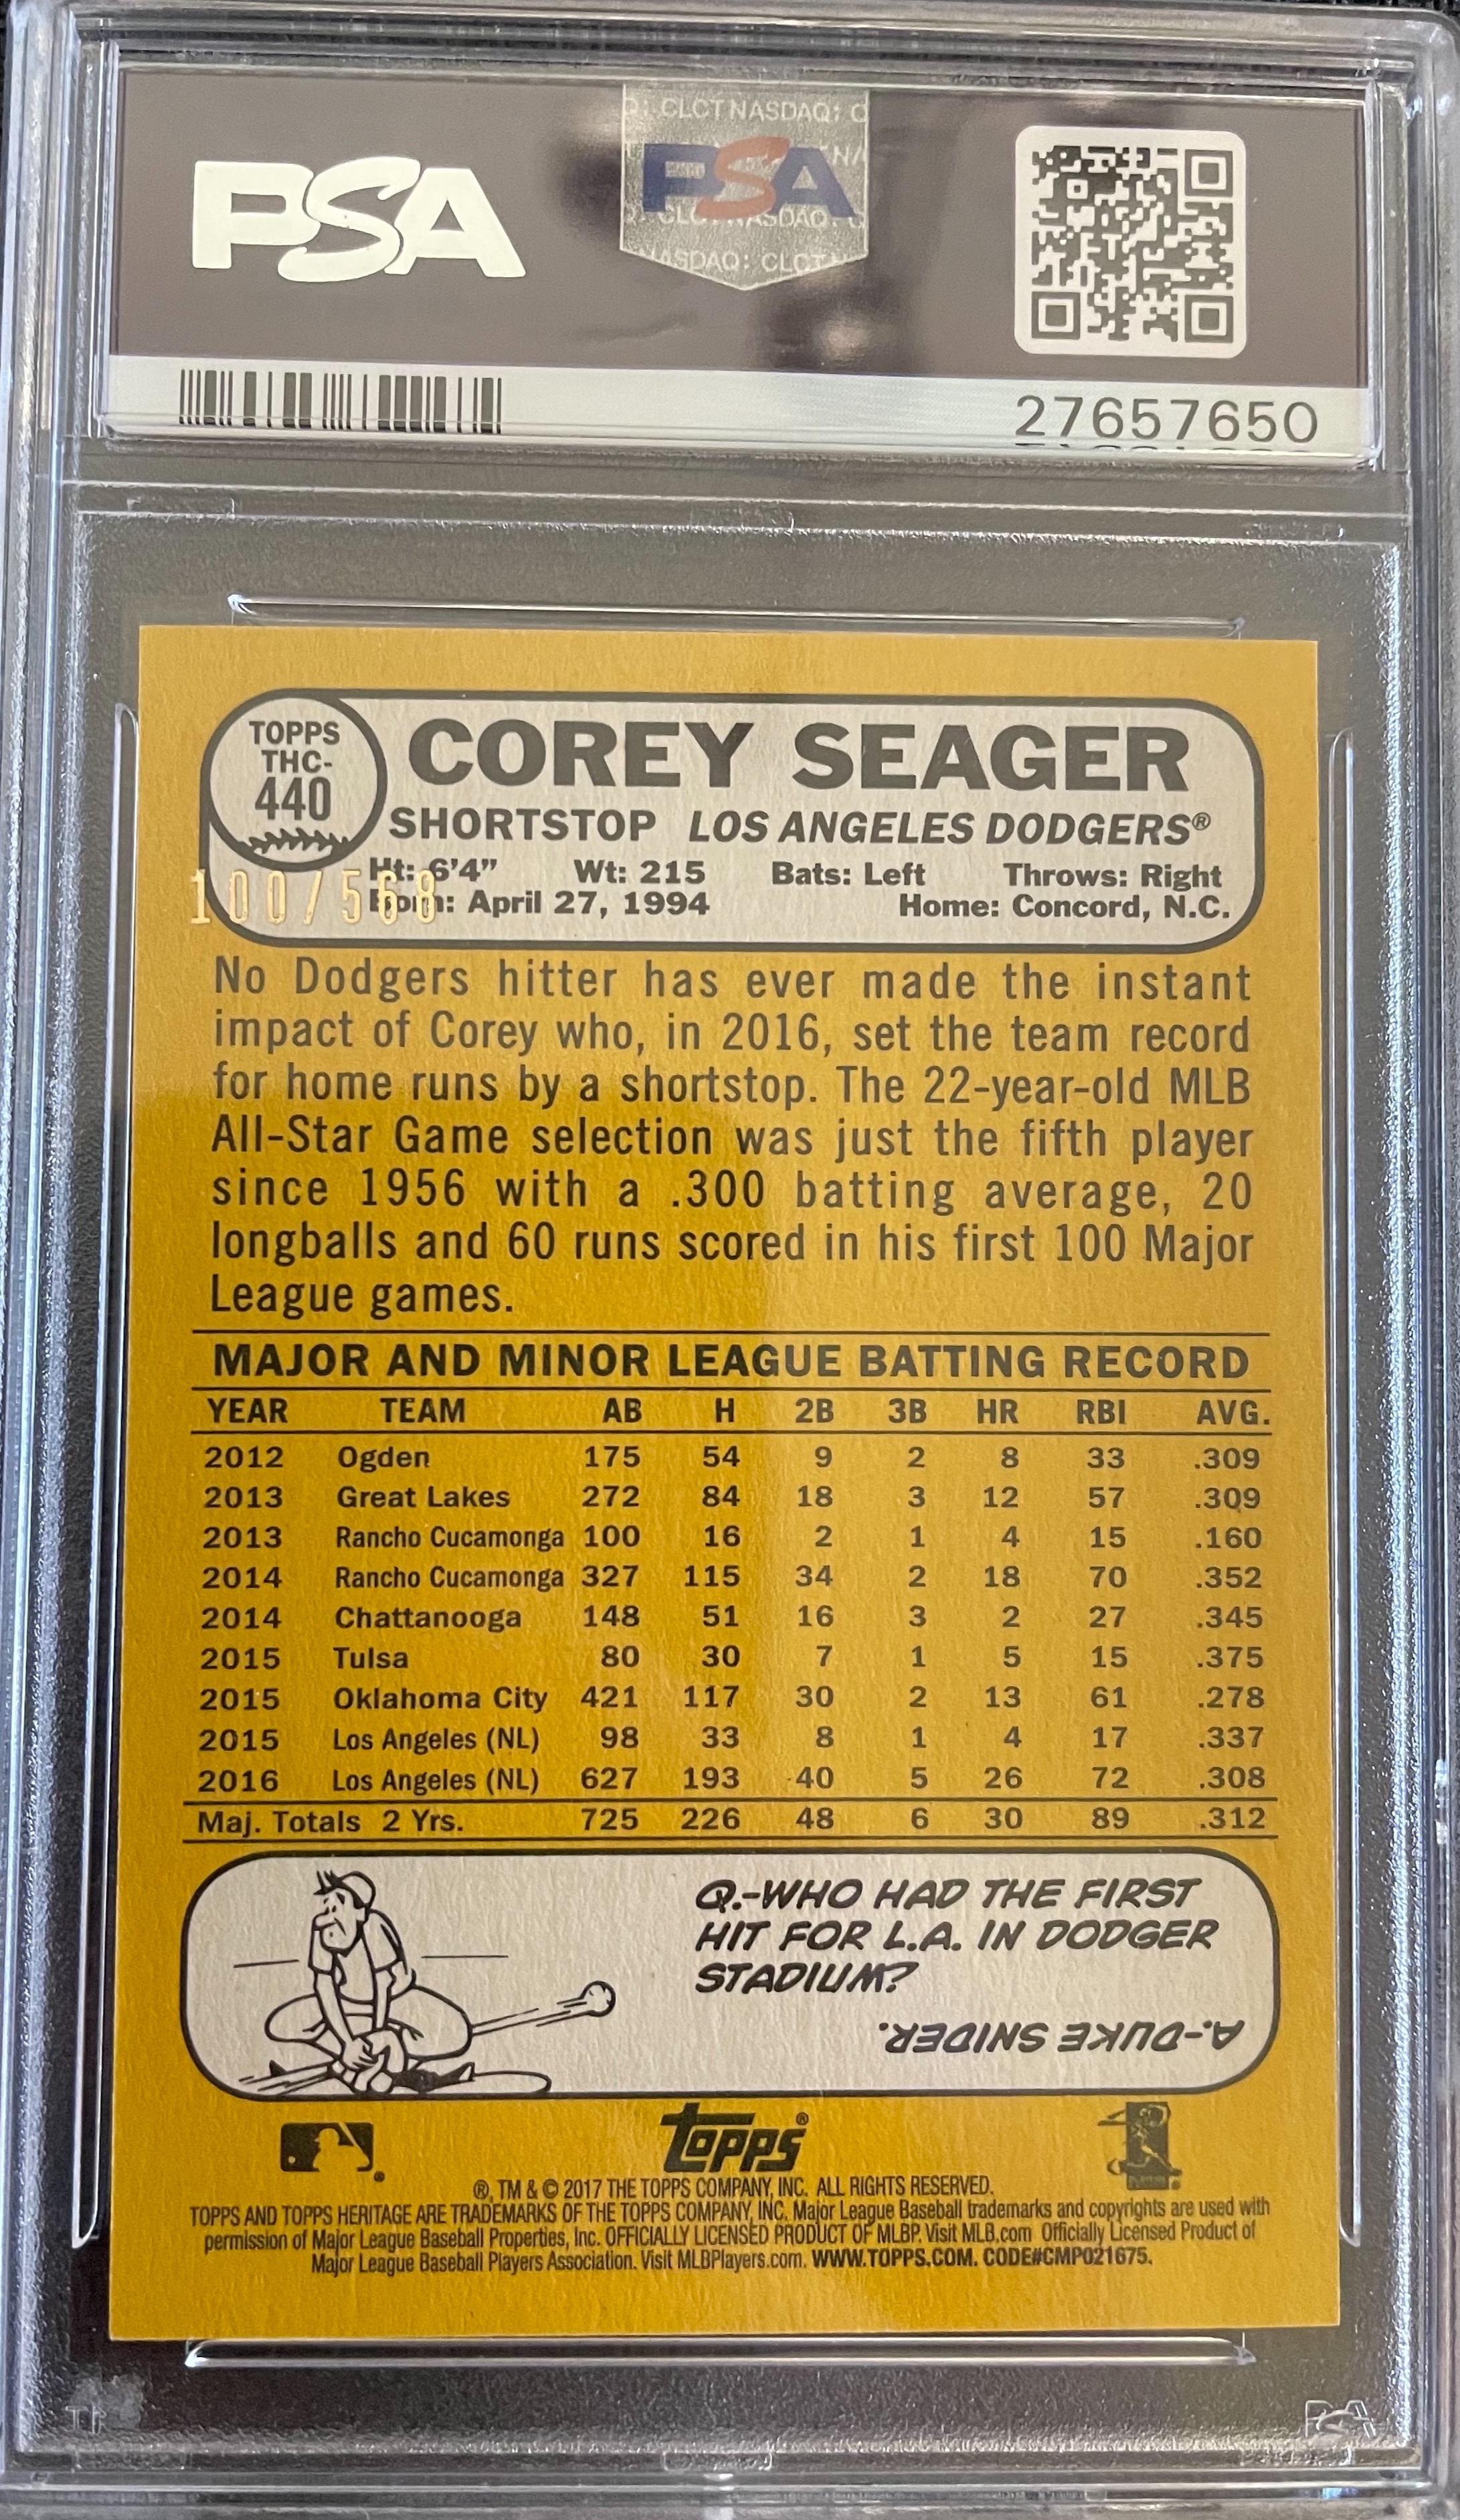 PSA
CLCT NASDAQ:
PSA
NASDAQ: CLCT
27657650
TOPPS
THC-
440
COREY SEAGER
SHORTSTOP LOS ANGELES DODGERS®
Ht: 6'4" Wt: 215 Bats: Left Throws: Right
100/568
Born: April 27, 1994 Home: Concord, N.C.
No Dodgers hitter has ever made the instant
impact of Corey who, in 2016, set the team record
for home runs by a shortstop. The 22-year-old MLB
All-Star Game selection was just the fifth player
since 1956 with a .300 batting average, 20
longballs and 60 runs scored in his first 100 Major
League games.
MAJOR AND MINOR LEAGUE BATTING RECORD
YEAR TEAM AB H 2B 3B HR RBI AVG.
2012 Ogden 175 54 9 2 8 33 .309
2013 Great Lakes 272 84 18 3 12 57 .309
2013 Rancho Cucamonga 100 16 2 1 4 15 .160
2014 Rancho Cucamonga 327 115 34 2 18 70 .352
2014 Chattanooga 148 51 16 3 2 27 .345
2015 Tulsa 80 30 7 1 5 15 .375
2015 Oklahoma City 421 117 30 2 13 61 .278
2015 Los Angeles (NL) 98 33 8 1 4 17 .337
2016 Los Angeles (NL) 627 193 40 5 26 72 .308
Maj. Totals 2 Yrs. 725 226 48 6 30 89 .312
Q.-WHO HAD THE FIRST
HIT FOR L.A. IN DODGER
STADIUM?
A.-DUKE SNIDER.
topps®
®, TM & © 2017 THE TOPPS COMPANY, INC. ALL RIGHTS RESERVED.
TOPPS AND TOPPS HERITAGE ARE TRADEMARKS OF THE TOPPS COMPANY, INC. Major League Baseball trademarks and copyrights are used with
permission of Major League Baseball Properties, Inc. OFFICIALLY LICENSED PRODUCT OF MLBP. Visit MLB.com Officially Licensed Product of
Major League Baseball Players Association. Visit MLBPlayers.com. WWW.TOPPS.COM. CODE#CMP021675.
PSA